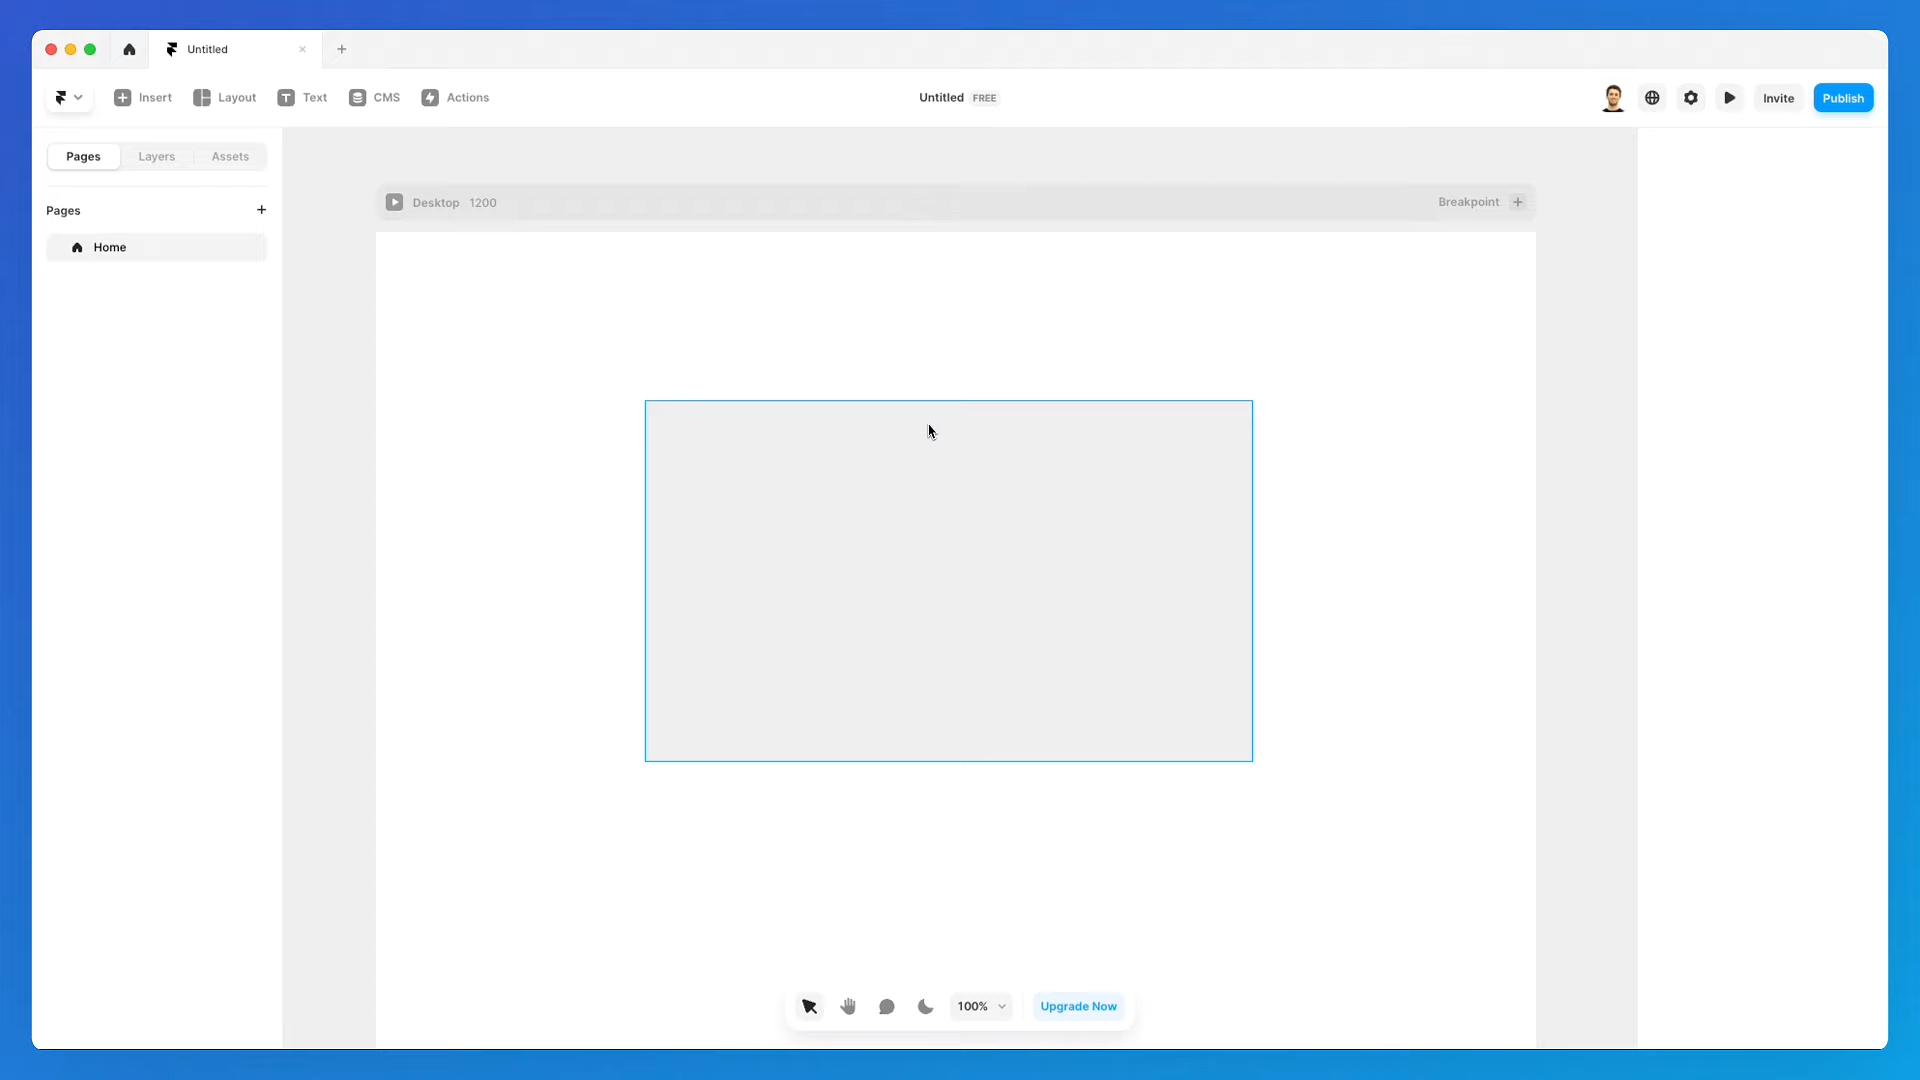 Untitled
Insert
Layout
Text
CMS
Actions
Untitled FREE
Invite
Publish
Pages
Layers
Assets
Pages
Home
Desktop 1200
Breakpoint
100%
Upgrade Now